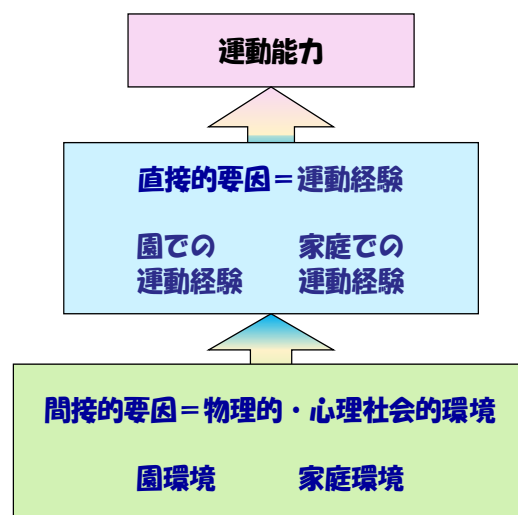 運動能力
直接的要因＝運動経験
園での 家庭での
運動経験 運動経験
間接的要因＝物理的・心理社会的環境
園環境 家庭環境